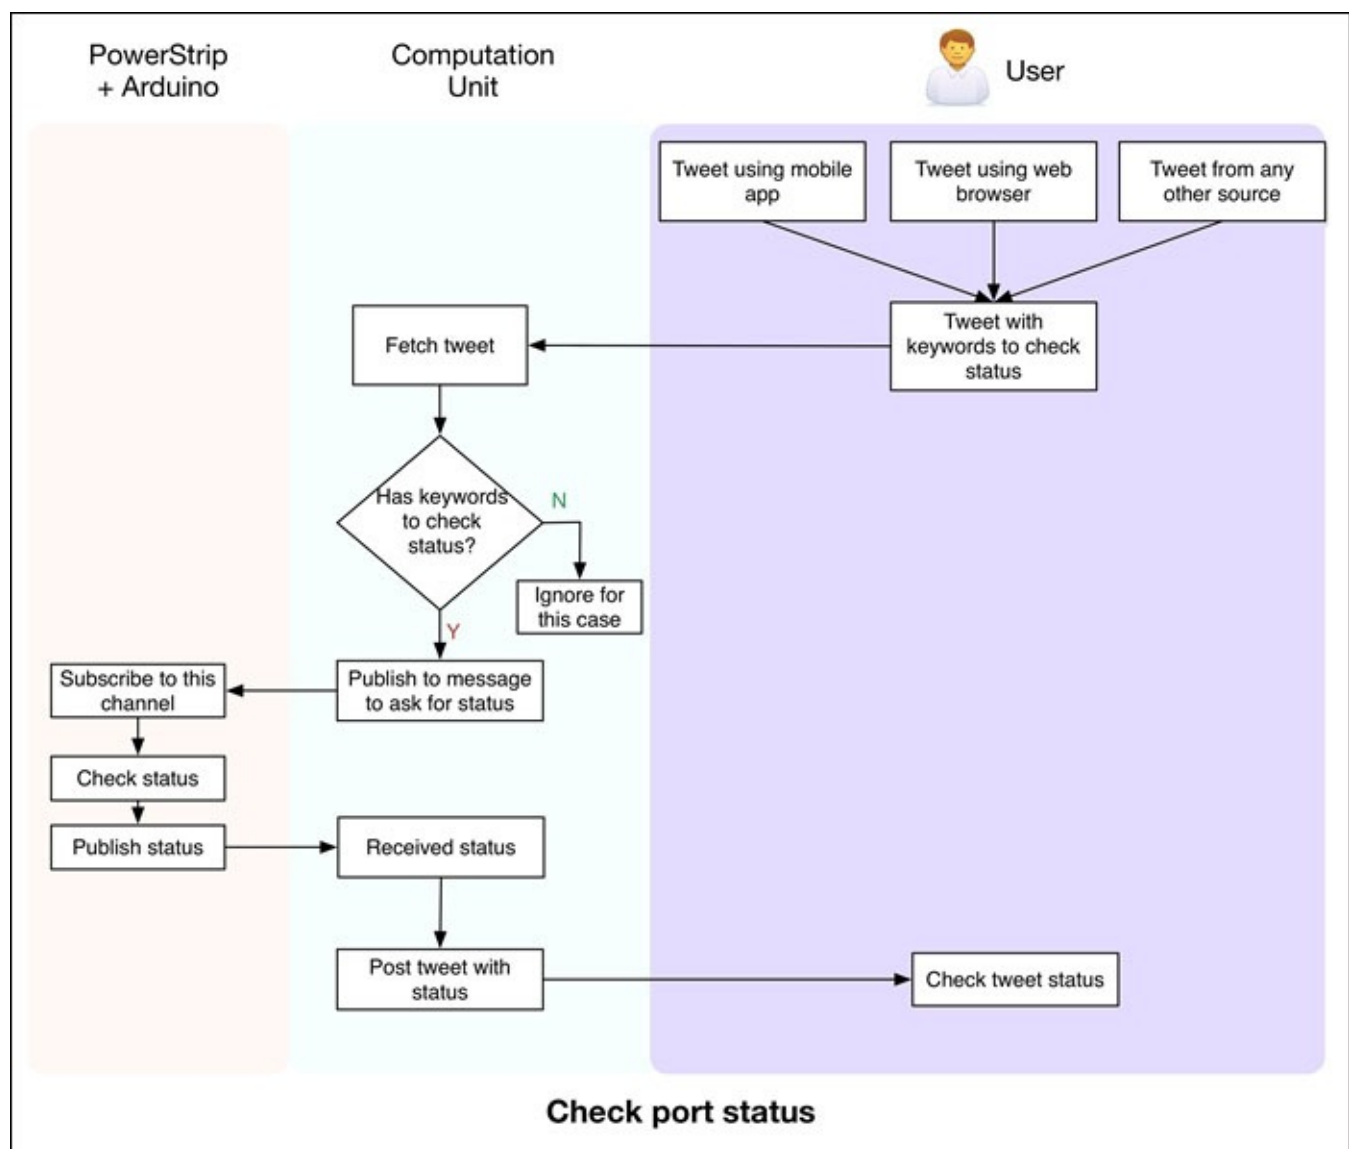 PowerStrip
+ Arduino
Computation
Unit
User
Tweet using mobile
app
Tweet using web
browser
Tweet from any
other source
Tweet with
keywords to check
status
Fetch tweet
Has keywords
to check
status?
N
Ignore for
this case
Y
Publish to message
to ask for status
Subscribe to this
channel
Check status
Publish status
Received status
Post tweet with
status
Check tweet status
Check port status